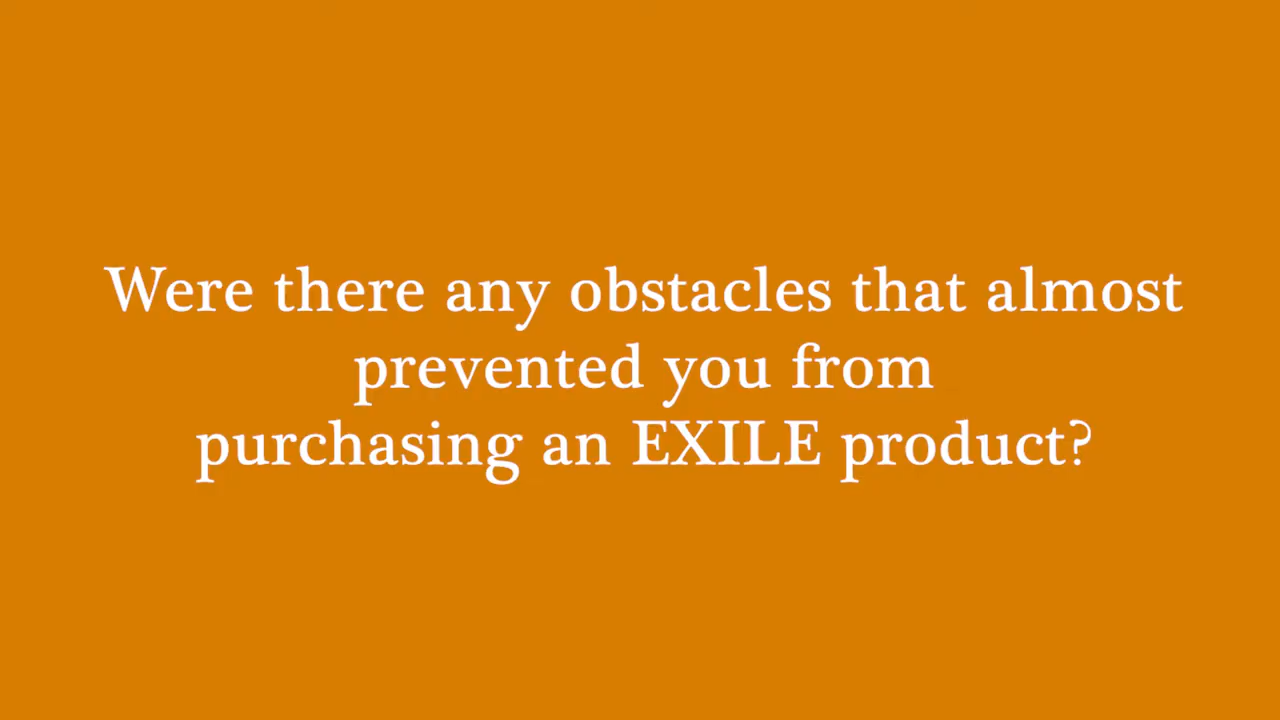 Were there any obstacles that almost
prevented you from
purchasing an EXILE product?